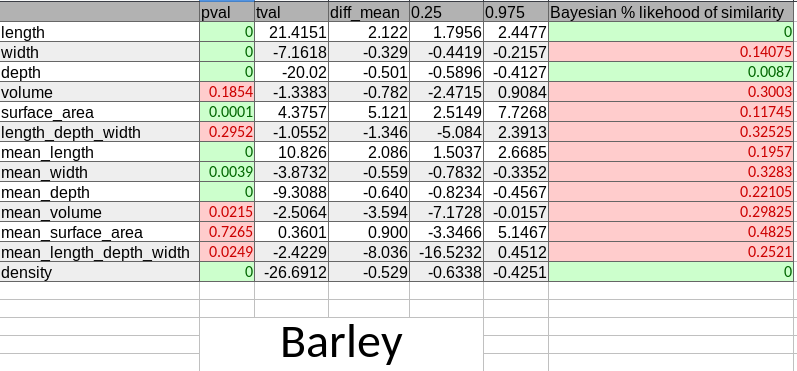 pval tval diff_mean 0.25 0.975 Bayesian % likehood of similarity
length 0 21.4151 2.122 1.7956 2.4477 0
width 0 -7.1618 -0.329 -0.4419 -0.2157 0.14075
depth 0 -20.02 -0.501 -0.5896 -0.4127 0.0087
volume 0.1854 -1.3383 -0.782 -2.4715 0.9084 0.3003
surface_area 0.0001 4.3757 5.121 2.5149 7.7268 0.11745
length_depth_width 0.2952 -1.0552 -1.346 -5.084 2.3913 0.32525
mean_length 0 10.826 2.086 1.5037 2.6685 0.1957
mean_width 0.0039 -3.8732 -0.559 -0.7832 -0.3352 0.3283
mean_depth 0 -9.3088 -0.640 -0.8234 -0.4567 0.22105
mean_volume 0.0215 -2.5064 -3.594 -7.1728 -0.0157 0.29825
mean_surface_area 0.7265 0.3601 0.900 -3.3466 5.1467 0.4825
mean_length_depth_width 0.0249 -2.4229 -8.036 -16.5232 0.4512 0.2521
density 0 -26.6912 -0.529 -0.6338 -0.4251 0
Barley